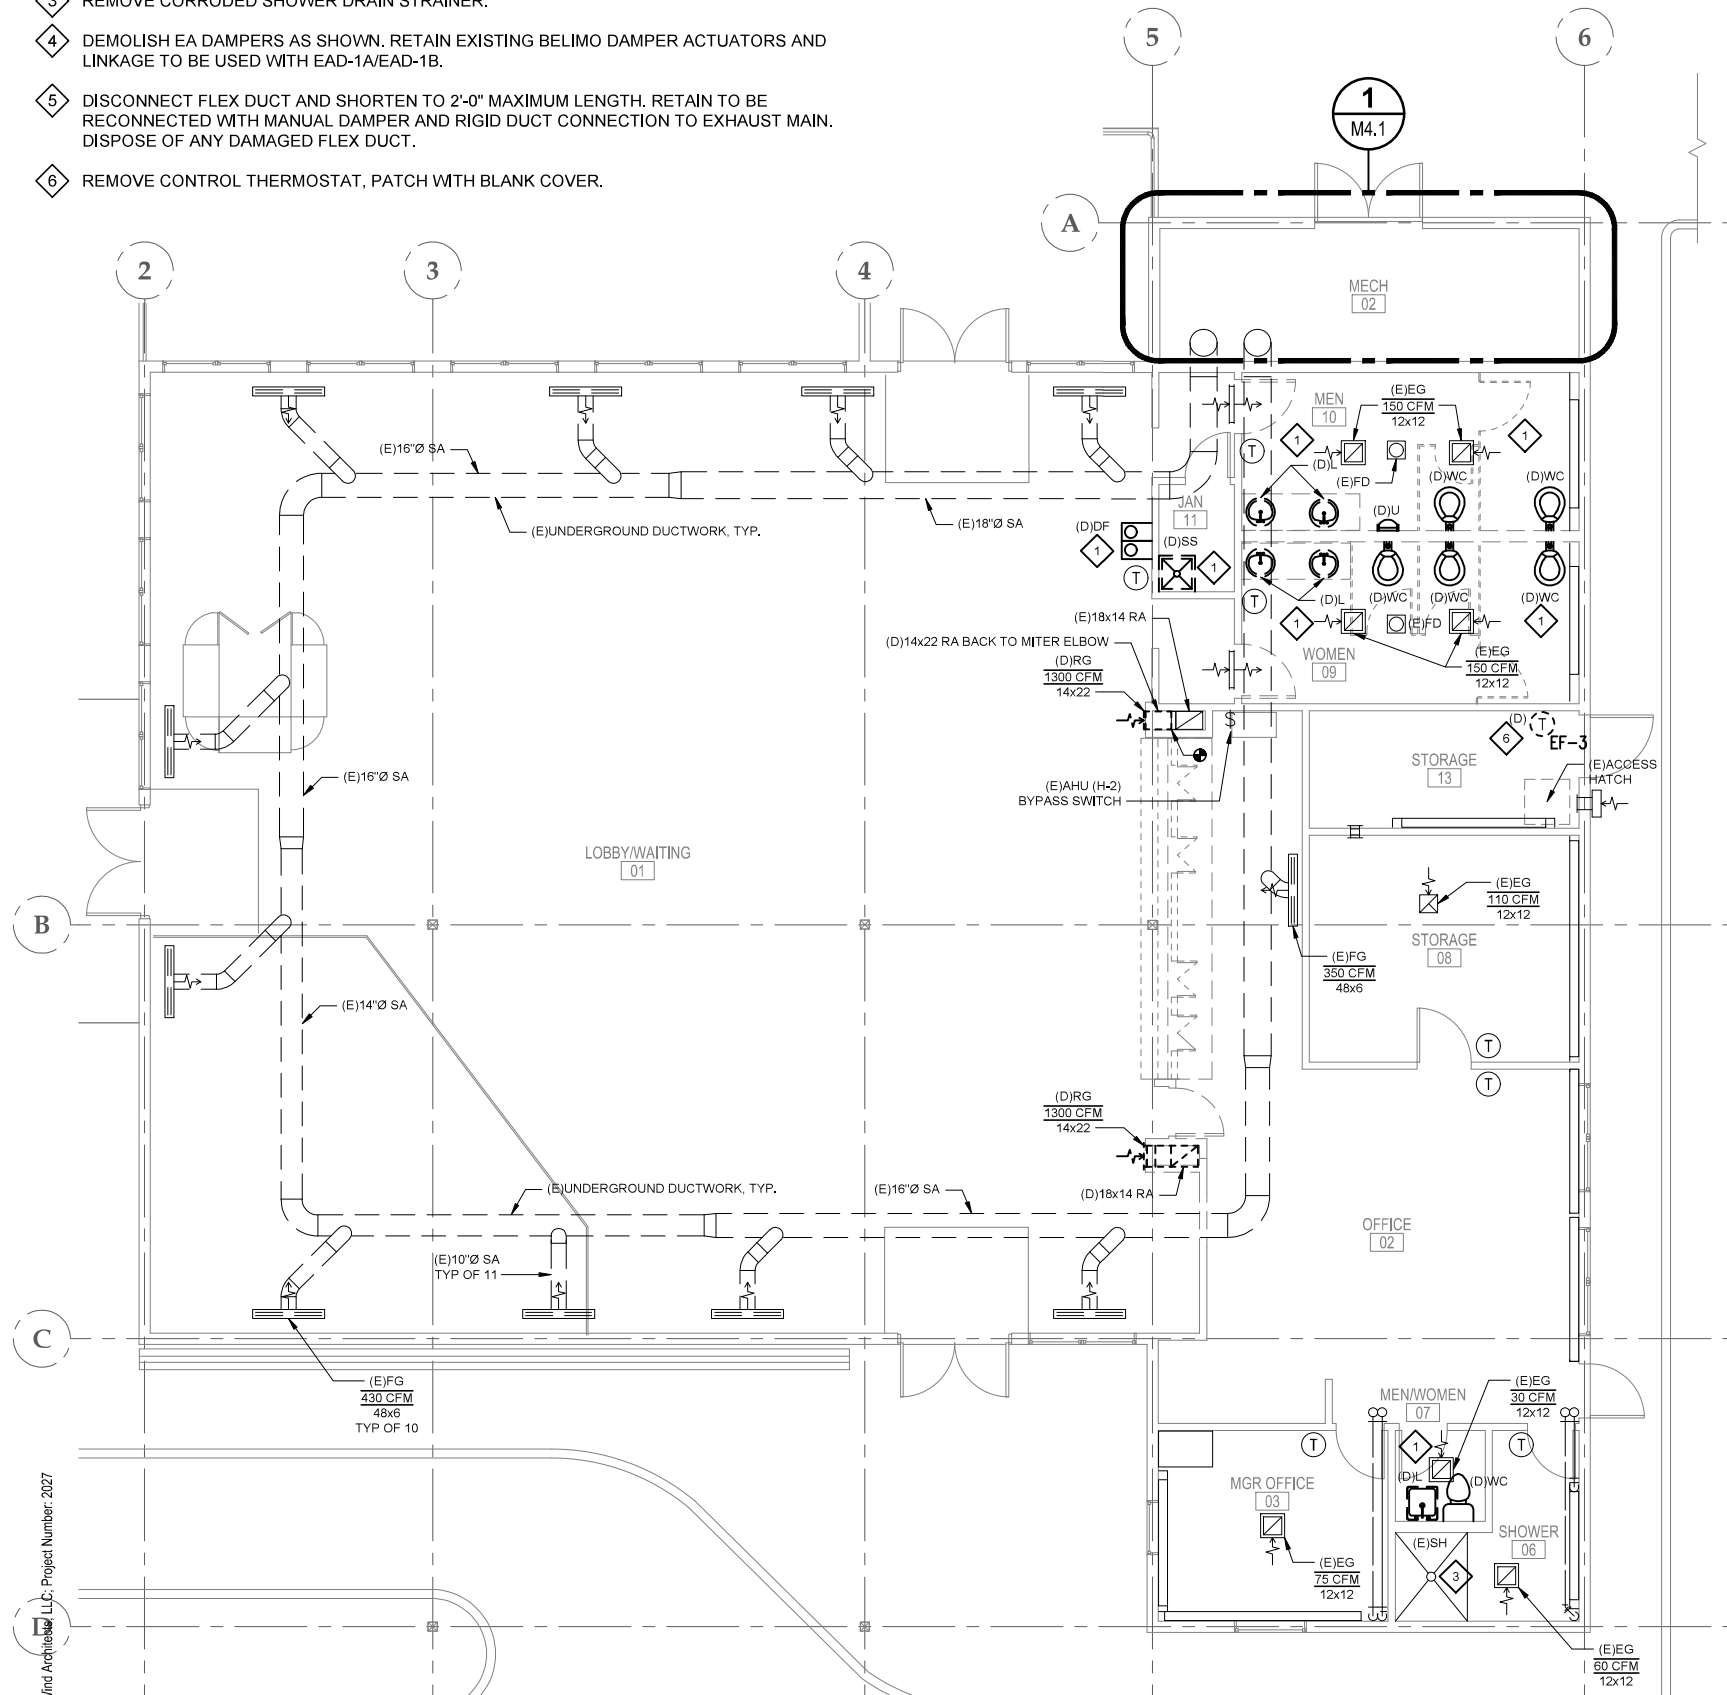 3 REMOVE CORRODED SHOWER DRAIN STRAINER.
4 DEMOLISH EA DAMPERS AS SHOWN. RETAIN EXISTING BELIMO DAMPER ACTUATORS AND
LINKAGE TO BE USED WITH EAD-1A/EAD-1B.
5 DISCONNECT FLEX DUCT AND SHORTEN TO 2'-0" MAXIMUM LENGTH. RETAIN TO BE
RECONNECTED WITH MANUAL DAMPER AND RIGID DUCT CONNECTION TO EXHAUST MAIN.
DISPOSE OF ANY DAMAGED FLEX DUCT.
6 REMOVE CONTROL THERMOSTAT, PATCH WITH BLANK COVER.
5
6
1
M4.1
A
2
3
4
MECH
02
(E)16"Ø SA
(E)UNDERGROUND DUCTWORK, TYP.
(E)18"Ø SA
MEN
10
(E)EG
150 CFM
12x12
1
1
T
(D)L
(E)FD
(D)WC
(D)WC
(D)U
JAN
11
(D)DF
1
(D)SS
1
T
T
(D)L
(D)WC
(D)WC
(D)WC
1
(E)FD
1
WOMEN
09
(E)EG
150 CFM
12x12
(E)18x14 RA
(D)14x22 RA BACK TO MITER ELBOW
(D)RG
1300 CFM
14x22
S
(D)
T
6
EF-3
STORAGE
13
(E)ACCESS
HATCH
(E)AHU (H-2)
BYPASS SWITCH
(E)16"Ø SA
LOBBY/WAITING
01
B
(E)EG
110 CFM
12x12
STORAGE
08
(E)FG
350 CFM
48x6
(E)14"Ø SA
T
T
(D)RG
1300 CFM
14x22
(D)18x14 RA
(E)UNDERGROUND DUCTWORK, TYP.
(E)16"Ø SA
OFFICE
02
(E)10"Ø SA
TYP OF 11
C
(E)FG
430 CFM
48x6
TYP OF 10
MEN/WOMEN
07
(E)EG
30 CFM
12x12
T
1
T
(D)L
(D)WC
MGR OFFICE
03
(E)EG
75 CFM
12x12
(E)SH
3
SHOWER
06
(E)EG
60 CFM
12x12
D
Wind Architects, LLC; Project Number: 2027